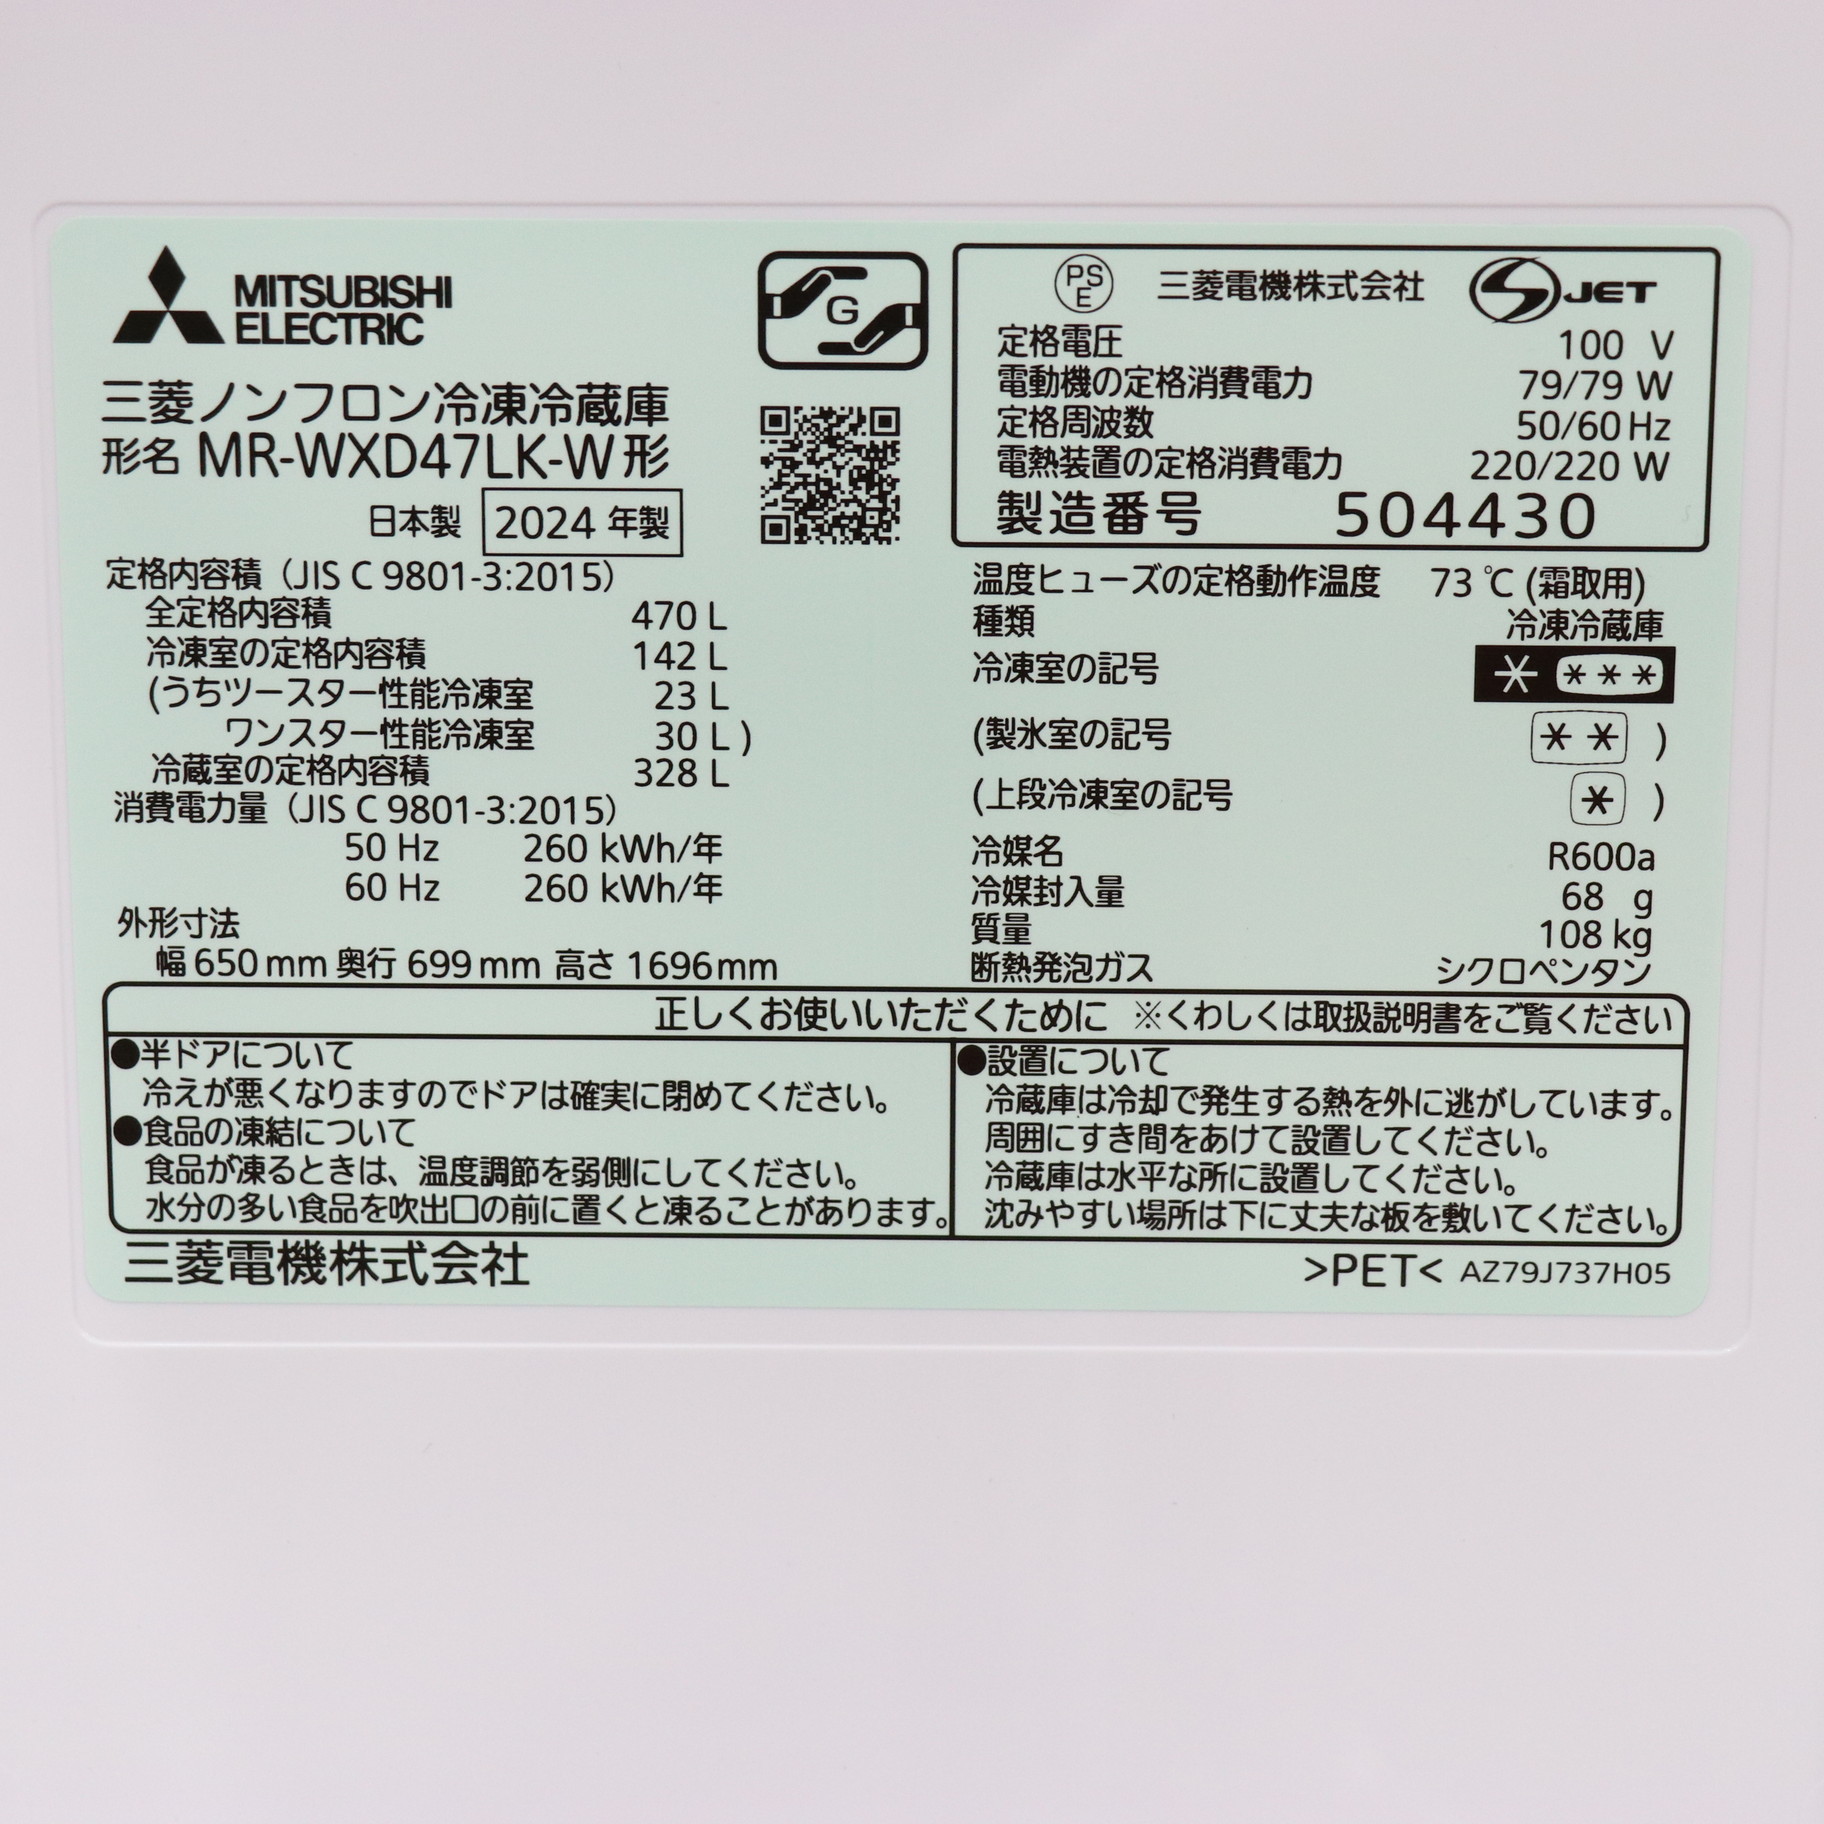 MITSUBISHI
ELECTRIC
G
三菱ノンフロン冷凍冷蔵庫
形名 MR-WXD47LK-W形
日本製 2024 年製
定格内容積（JIS C 9801-3:2015）
全定格内容積 470 L
冷凍室の定格内容積 142 L
(うちツースター性能冷凍室 23 L
ワンスター性能冷凍室 30 L )
冷蔵室の定格内容積 328 L
消費電力量（JIS C 9801-3:2015）
50 Hz 260 kWh/年
60 Hz 260 kWh/年
外形寸法
幅 650 mm 奥行 699 mm 高さ 1696mm
PS
E 三菱電機株式会社 S JET
定格電圧 100 V
電動機の定格消費電力 79/79 W
定格周波数 50/60 Hz
電熱装置の定格消費電力 220/220 W
製造番号 504430
温度ヒューズの定格動作温度 73 ℃ (霜取用)
種類 冷凍冷蔵庫
冷凍室の記号 * ***
(製氷室の記号 ** )
(上段冷凍室の記号 * )
冷媒名 R600a
冷媒封入量 68 g
質量 108 kg
断熱発泡ガス シクロペンタン
正しくお使いいただくために ※くわしくは取扱説明書をご覧ください
●半ドアについて
冷えが悪くなりますのでドアは確実に閉めてください。
●食品の凍結について
食品が凍るときは、温度調節を弱側にしてください。
水分の多い食品を吹出口の前に置くと凍ることがあります。
●設置について
冷蔵庫は冷却で発生する熱を外に逃がしています。
周囲にすき間をあけて設置してください。
冷蔵庫は水平な所に設置してください。
沈みやすい場所は下に丈夫な板を敷いてください。
三菱電機株式会社
>PET< AZ79J737H05